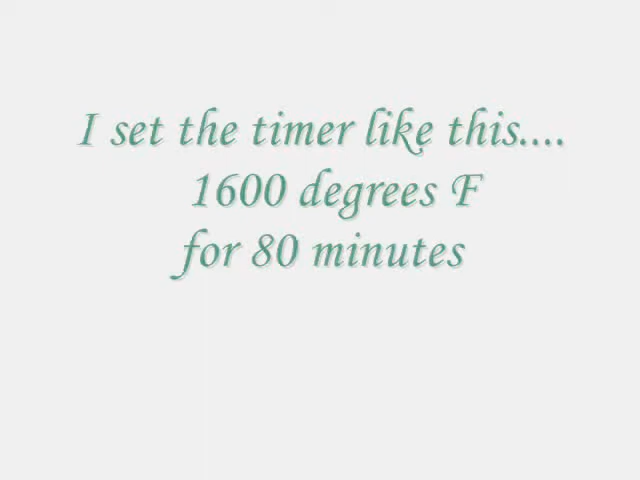 I set the timer like this....
1600 degrees F
for 80 minutes